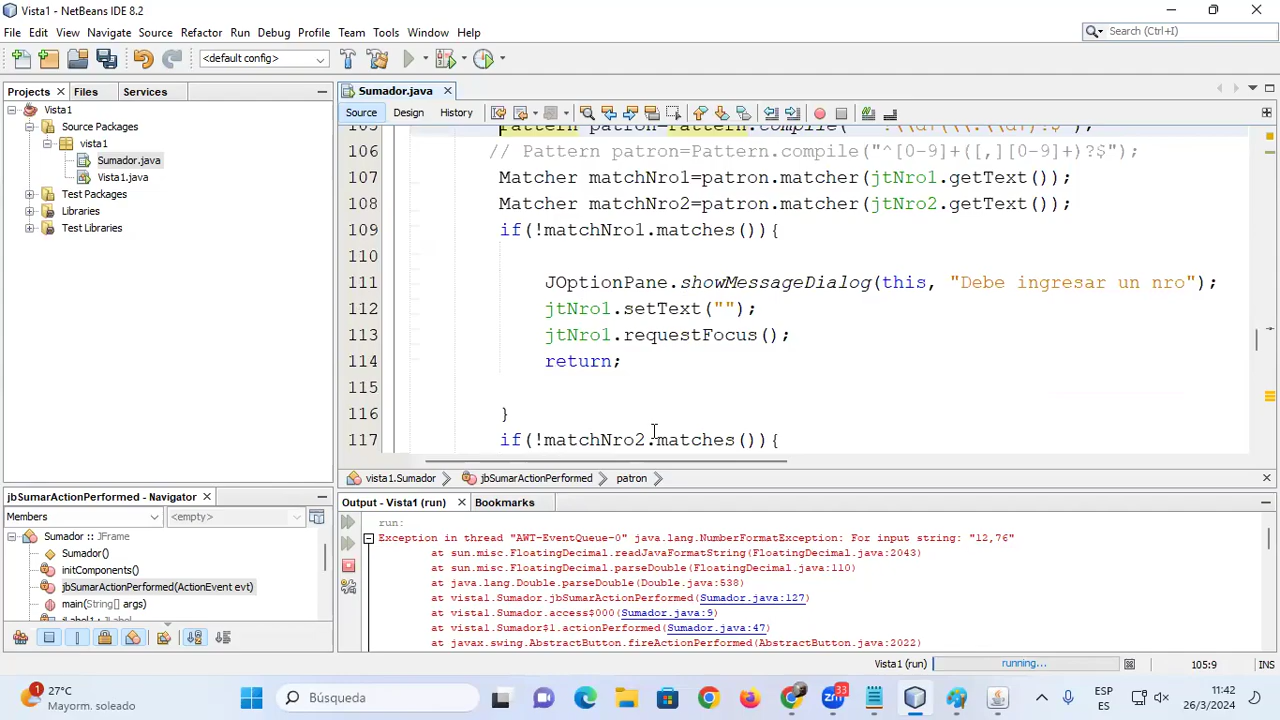 Vista1 - NetBeans IDE 8.2
File Edit View Navigate Source Refactor Run Debug Profile Team Tools Window Help
Search (Ctrl+I)
<default config>
Projects Files Services
Sumador.java
Source Design History
Vista1
Source Packages
vista1
Sumador.java
Vista1.java
Test Packages
Libraries
Test Libraries
106 // Pattern patron=Pattern.compile("^[0-9]+([,][0-9]+)?$");
107 Matcher matchNro1=patron.matcher(jtNro1.getText());
108 Matcher matchNro2=patron.matcher(jtNro2.getText());
109 if(!matchNro1.matches()){
110
111 JOptionPane.showMessageDialog(this, "Debe ingresar un nro");
112 jtNro1.setText("");
113 jtNro1.requestFocus();
114 return;
115
116 }
117 if(!matchNro2.matches()){
vista1.Sumador jbSumarActionPerformed patron
jbSumarActionPerformed - Navigator
Members <empty>
Sumador :: JFrame
Sumador()
initComponents()
jbSumarActionPerformed(ActionEvent evt)
main(String[] args)
Output - Vista1 (run) Bookmarks
run:
Exception in thread "AWT-EventQueue-0" java.lang.NumberFormatException: For input string: "12,76"
at sun.misc.FloatingDecimal.readJavaFormatString(FloatingDecimal.java:2043)
at sun.misc.FloatingDecimal.parseDouble(FloatingDecimal.java:110)
at java.lang.Double.parseDouble(Double.java:538)
at vista1.Sumador.jbSumarActionPerformed(Sumador.java:127)
at vista1.Sumador.access$000(Sumador.java:9)
at vista1.Sumador$1.actionPerformed(Sumador.java:47)
at javax.swing.AbstractButton.fireActionPerformed(AbstractButton.java:2022)
Vista1 (run) running... 105:9 INS
1
27°C
Mayorm. soleado
Búsqueda
33
ESP
ES
11:42
26/3/2024